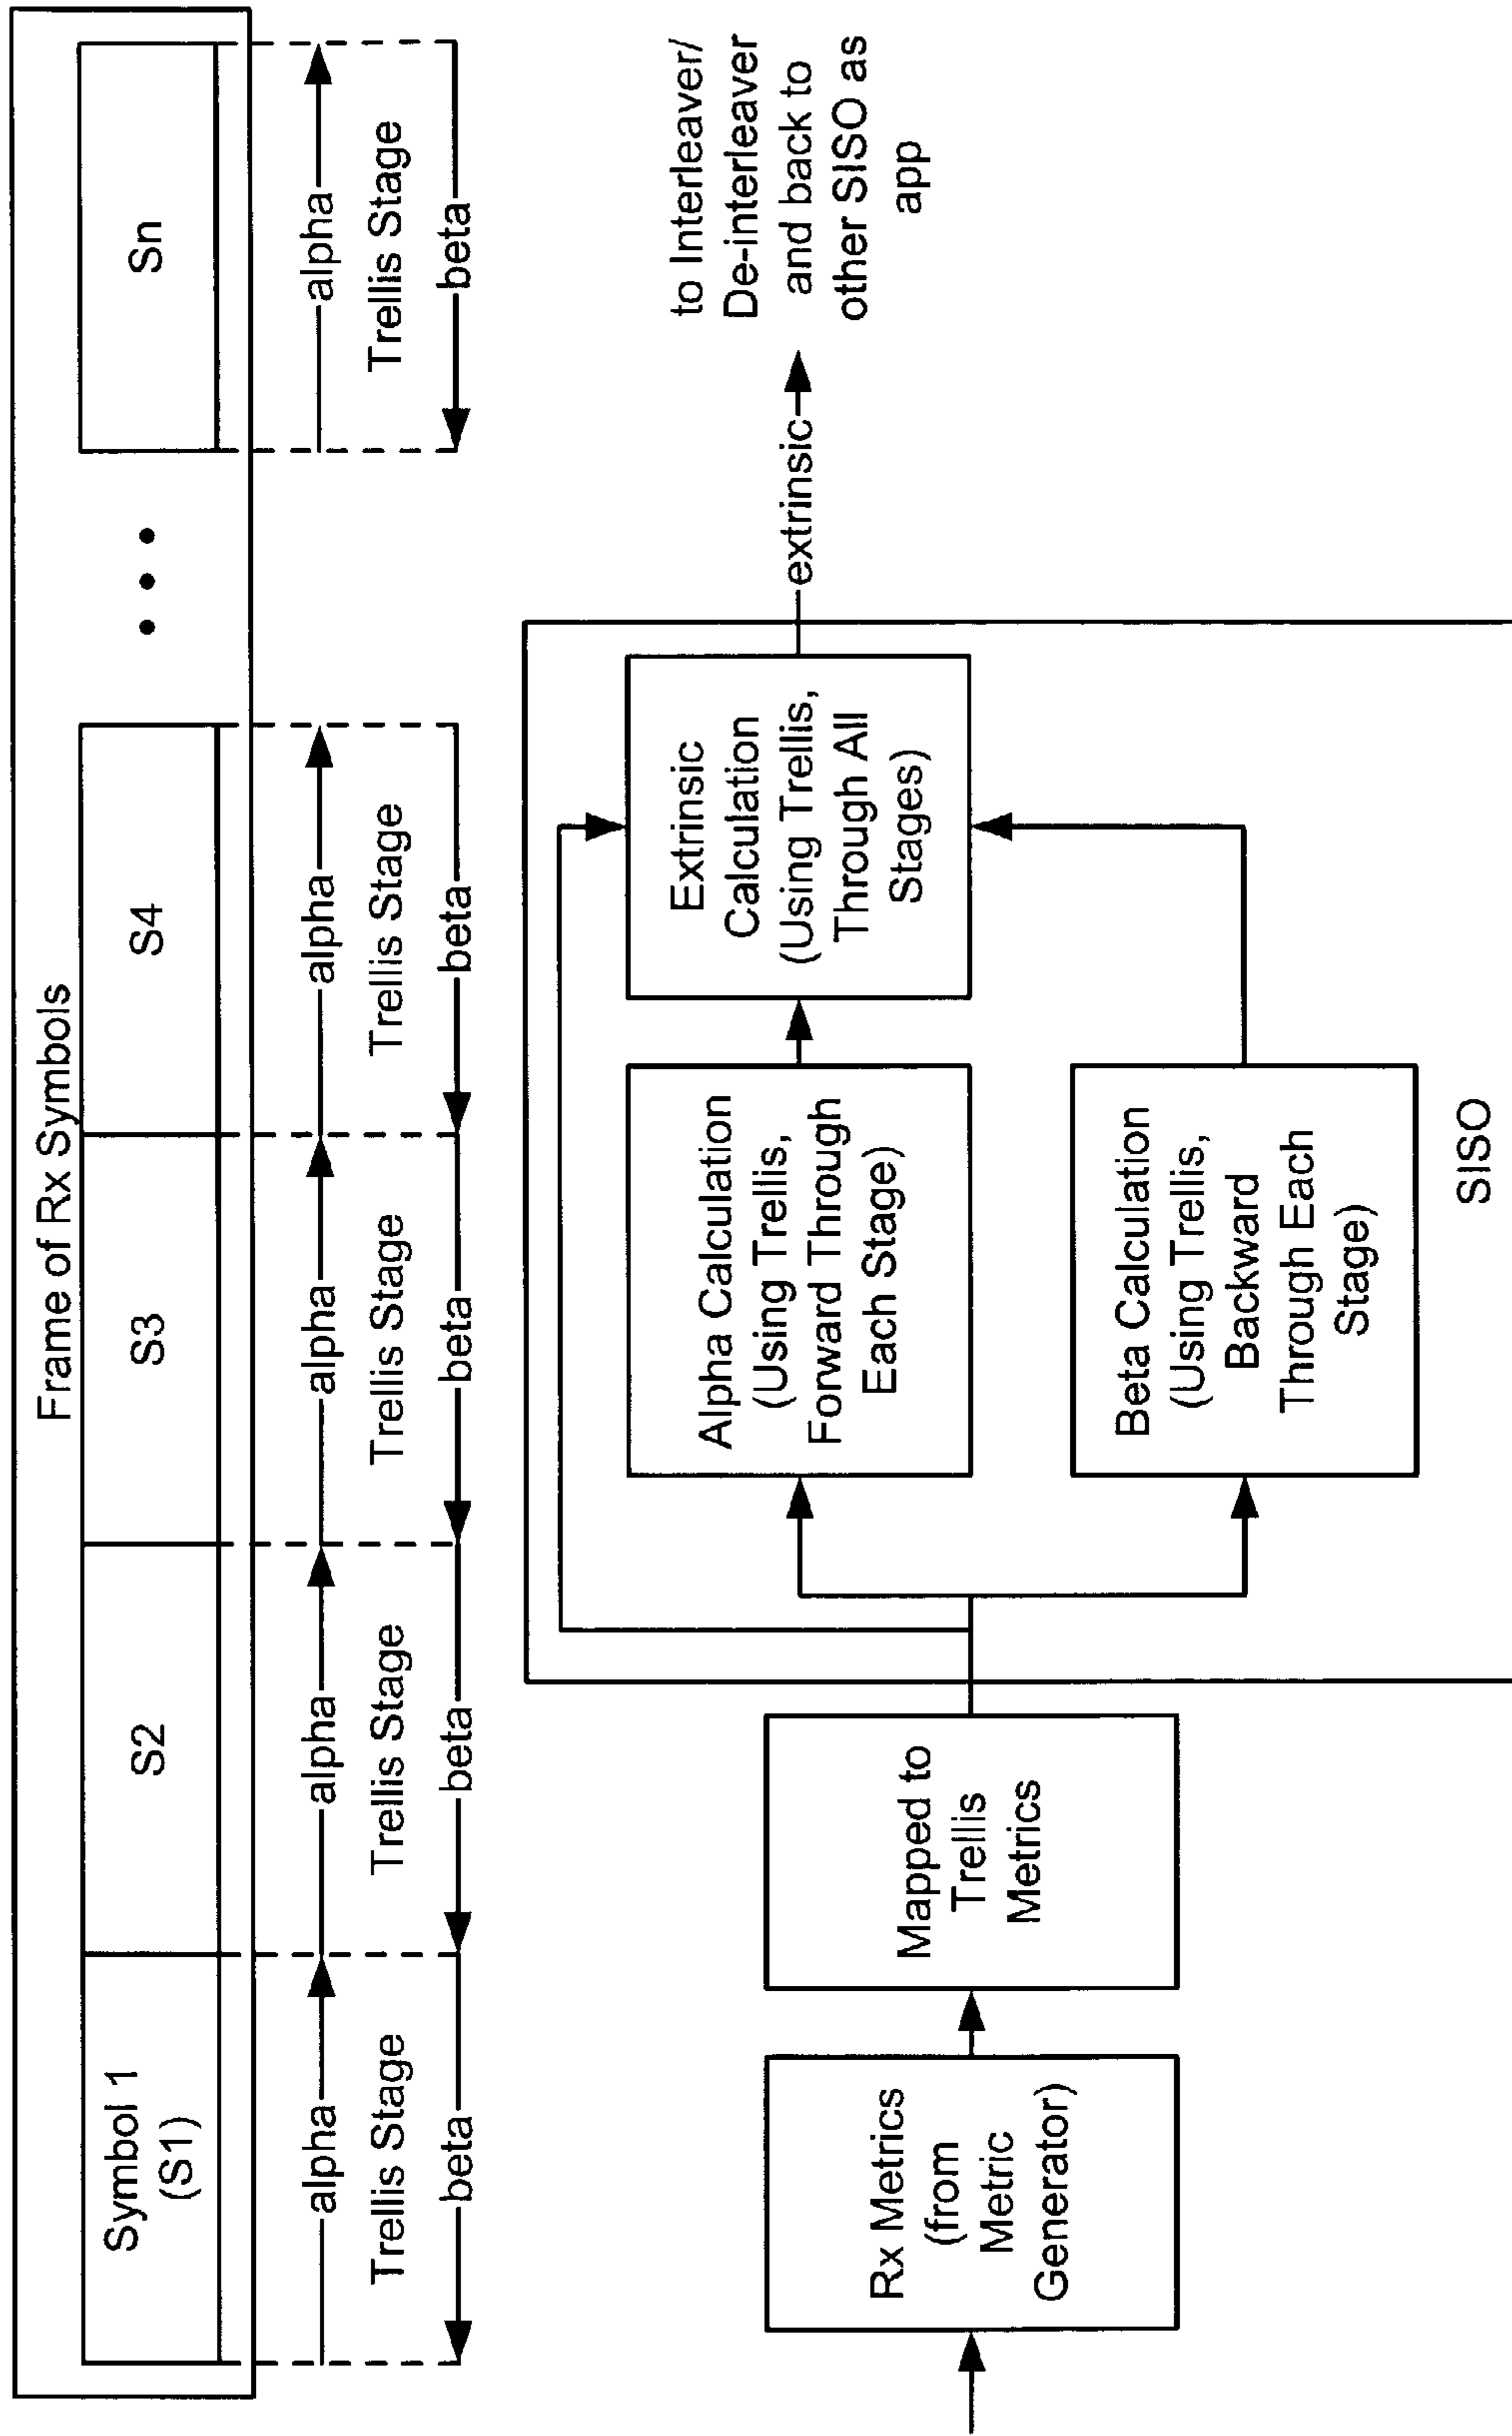 Frame of Rx Symbols
Symbol 1
(S1)
S2
S3
S4
Sn
alpha
alpha
alpha
alpha
alpha
Trellis Stage
Trellis Stage
Trellis Stage
Trellis Stage
Trellis Stage
beta
beta
beta
beta
beta
Rx Metrics
(from
Metric
Generator)
Mapped to
Trellis
Metrics
Alpha Calculation
(Using Trellis,
Forward Through
Each Stage)
Beta Calculation
(Using Trellis,
Backward
Through Each
Stage)
Extrinsic
Calculation
(Using Trellis,
Through All
Stages)
SISO
extrinsic
to Interleaver/
De-interleaver
and back to
other SISO as
app